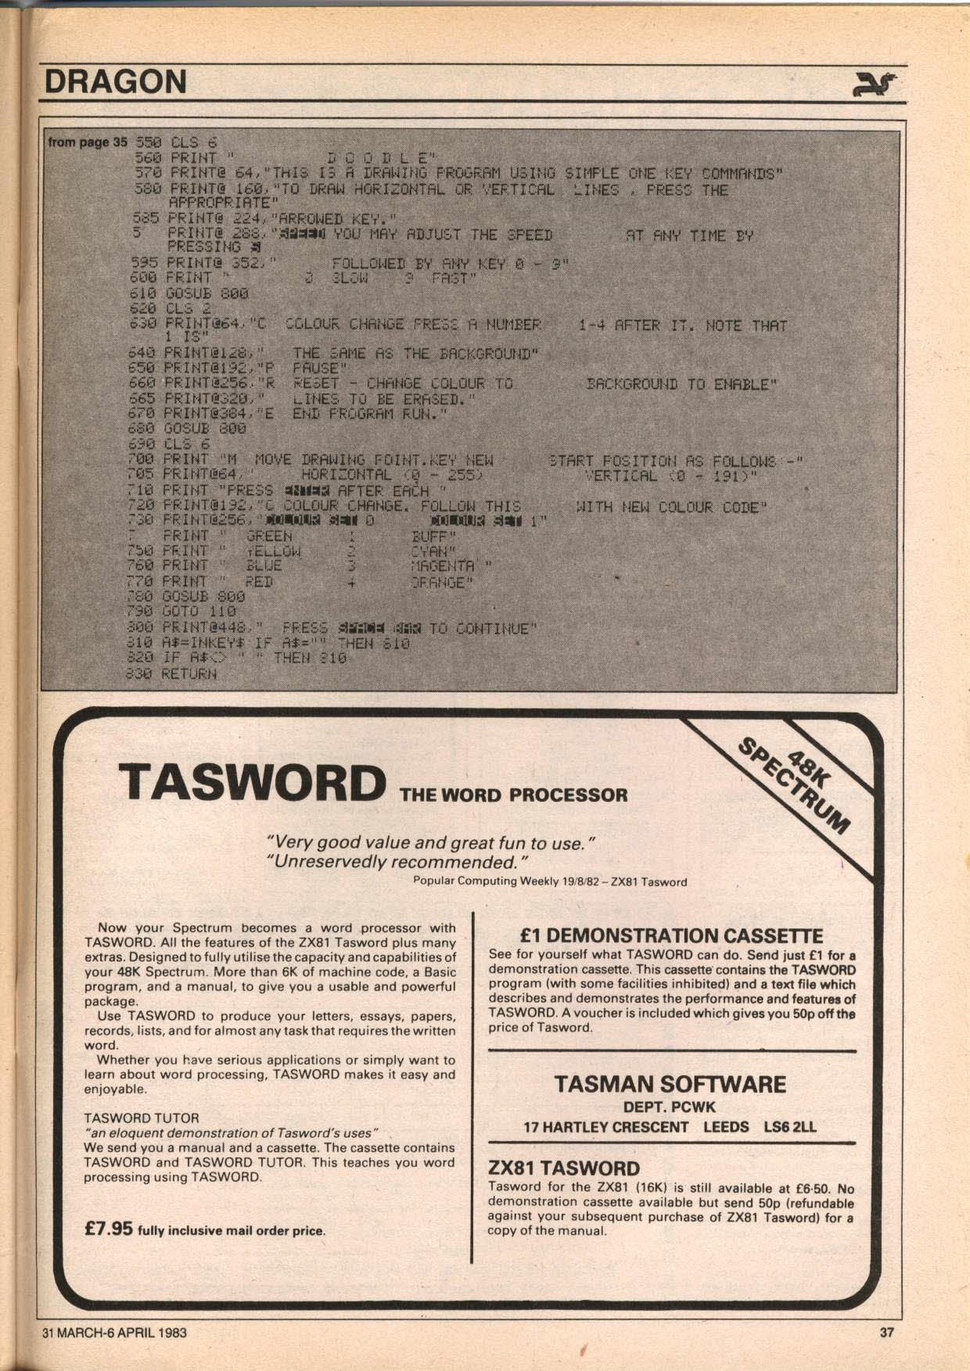 DRAGON
from page 35 550 CLS 6
560 PRINT "            D O O D L E"
570 PRINT@ 64,"THIS IS A DRAWING PROGRAM USING SIMPLE ONE KEY COMMANDS"
580 PRINT@ 160,"TO DRAW HORIZONTAL OR VERTICAL   LINES , PRESS THE
APPROPRIATE"
585 PRINT@ 224,"ARROWED KEY."
5   PRINT@ 288,"SPEED YOU MAY ADJUST THE SPEED        AT ANY TIME BY
PRESSING S
595 PRINT@ 352,"      FOLLOWED BY ANY KEY 0 - 9"
600 PRINT "        0  SLOW    9  FAST"
610 GOSUB 800
620 CLS 2
630 PRINT@64,"C  COLOUR CHANGE PRESS A NUMBER    1-4 AFTER IT. NOTE THAT
1 IS"
640 PRINT@128,"   THE SAME AS THE BACKGROUND"
650 PRINT@192,"P  PAUSE"
660 PRINT@256,"R  RESET - CHANGE COLOUR TO        BACKGROUND TO ENABLE"
665 PRINT@320,"   LINES TO BE ERASED."
670 PRINT@384,"E  END PROGRAM RUN."
680 GOSUB 800
690 CLS 6
700 PRINT "M  MOVE DRAWING POINT.KEY NEW      START POSITION AS FOLLOWS -"
705 PRINT@64,"     HORIZONTAL (0 - 255)           VERTICAL (0 - 191)"
710 PRINT "PRESS ENTER AFTER EACH "
720 PRINT@192,"C COLOUR CHANGE. FOLLOW THIS      WITH NEW COLOUR CODE"
730 PRINT@256,"COLOUR SET 0      COLOUR SET 1"
7   PRINT "  GREEN      1      BUFF"
750 PRINT "  YELLOW     2      CYAN"
760 PRINT "  BLUE       3      MAGENTA "
770 PRINT "  RED        4      ORANGE"
780 GOSUB 800
790 GOTO 110
800 PRINT@448,"   PRESS SPACE BAR TO CONTINUE"
810 A$=INKEY$ IF A$="" THEN 810
820 IF A$<> " " THEN 810
830 RETURN
48K
SPECTRUM
TASWORD THE WORD PROCESSOR
"Very good value and great fun to use."
"Unreservedly recommended."
Popular Computing Weekly 19/8/82 – ZX81 Tasword
Now your Spectrum becomes a word processor with
TASWORD. All the features of the ZX81 Tasword plus many
extras. Designed to fully utilise the capacity and capabilities of
your 48K Spectrum. More than 6K of machine code, a Basic
program, and a manual, to give you a usable and powerful
package.
Use TASWORD to produce your letters, essays, papers,
records, lists, and for almost any task that requires the written
word.
Whether you have serious applications or simply want to
learn about word processing, TASWORD makes it easy and
enjoyable.
TASWORD TUTOR
"an eloquent demonstration of Tasword's uses"
We send you a manual and a cassette. The cassette contains
TASWORD and TASWORD TUTOR. This teaches you word
processing using TASWORD.
£7.95 fully inclusive mail order price.
£1 DEMONSTRATION CASSETTE
See for yourself what TASWORD can do. Send just £1 for a
demonstration cassette. This cassette contains the TASWORD
program (with some facilities inhibited) and a text file which
describes and demonstrates the performance and features of
TASWORD. A voucher is included which gives you 50p off the
price of Tasword.
TASMAN SOFTWARE
DEPT. PCWK
17 HARTLEY CRESCENT LEEDS LS6 2LL
ZX81 TASWORD
Tasword for the ZX81 (16K) is still available at £6·50. No
demonstration cassette available but send 50p (refundable
against your subsequent purchase of ZX81 Tasword) for a
copy of the manual.
31 MARCH-6 APRIL 1983
37